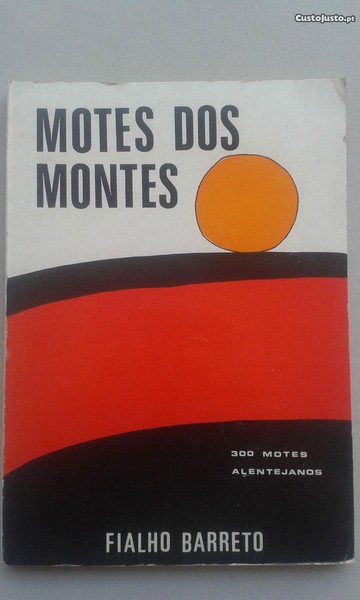 CustoJusto.pt
MOTES DOS
MONTES
300 MOTES
ALENTEJANOS
FIALHO BARRETO